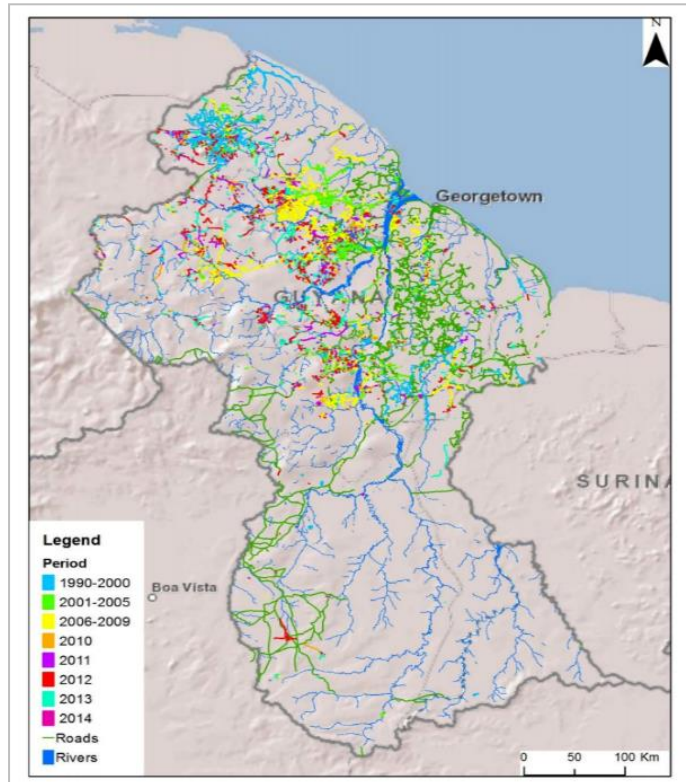 N
Georgetown
GUYANA
SURINA
Boa Vista
Legend
Period
1990-2000
2001-2005
2006-2009
2010
2011
2012
2013
2014
Roads
Rivers
0 50 100 Km